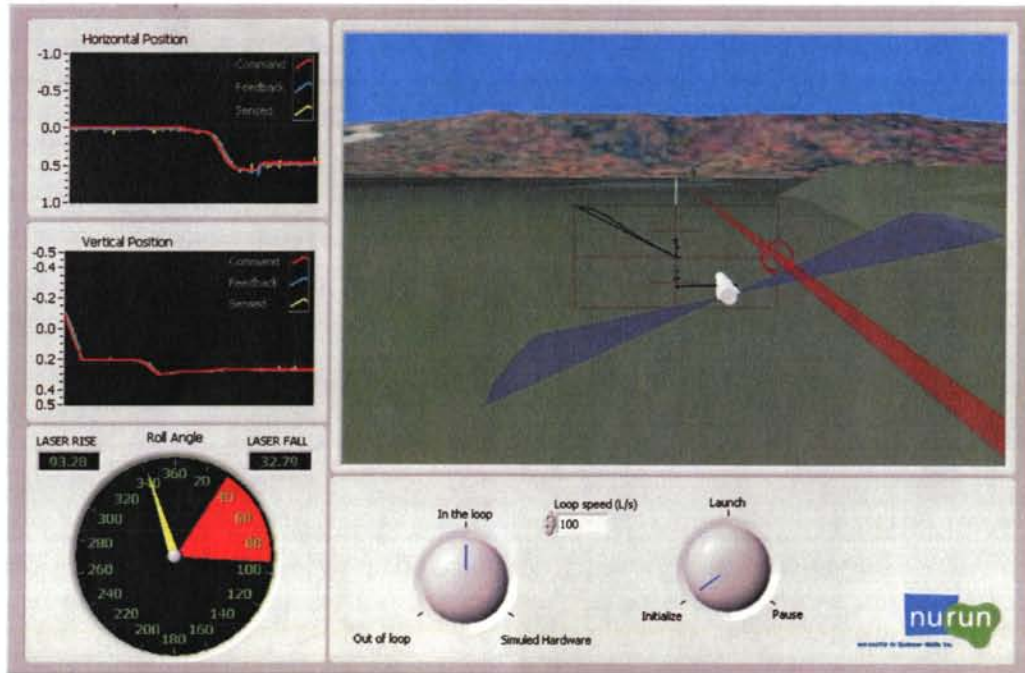 Horizontal Position
-1.0
-0.5
0.0
0.5
1.0
Command
Feedback
Sensed
Vertical Position
-0.5
-0.4
-0.2
0.0
0.2
0.4
0.5
Command
Feedback
Sensed
LASER RISE
93.28
Roll Angle
LASER FALL
32.79
360
20
40
60
80
100
120
140
160
180
200
220
240
260
280
300
320
340
In the loop
Out of loop
Simuled Hardware
Loop speed (L/s)
100
Launch
Initialize
Pause
nurun